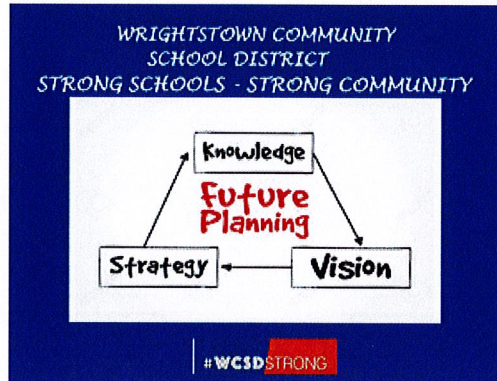 WRIGHTSTOWN COMMUNITY
SCHOOL DISTRICT
STRONG SCHOOLS - STRONG COMMUNITY
Knowledge
Future
Planning
Strategy
Vision
#WCSDSTRONG